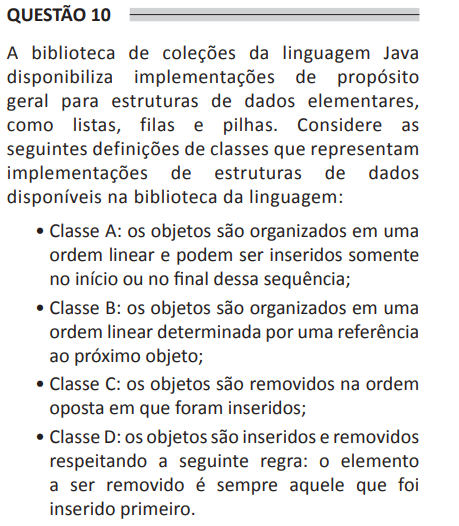 QUESTÃO 10
A biblioteca de coleções da linguagem Java
disponibiliza implementações de propósito
geral para estruturas de dados elementares,
como listas, filas e pilhas. Considere as
seguintes definições de classes que representam
implementações de estruturas de dados
disponíveis na biblioteca da linguagem:
• Classe A: os objetos são organizados em uma
ordem linear e podem ser inseridos somente
no início ou no final dessa sequência;
• Classe B: os objetos são organizados em uma
ordem linear determinada por uma referência
ao próximo objeto;
• Classe C: os objetos são removidos na ordem
oposta em que foram inseridos;
• Classe D: os objetos são inseridos e removidos
respeitando a seguinte regra: o elemento
a ser removido é sempre aquele que foi
inserido primeiro.